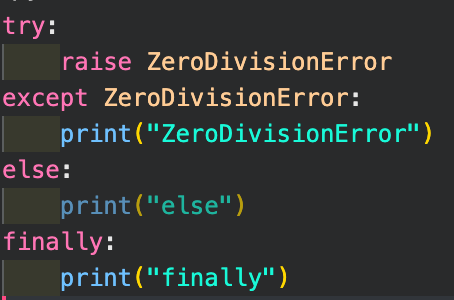 try:
    raise ZeroDivisionError
except ZeroDivisionError:
    print("ZeroDivisionError")
else:
    print("else")
finally:
    print("finally")